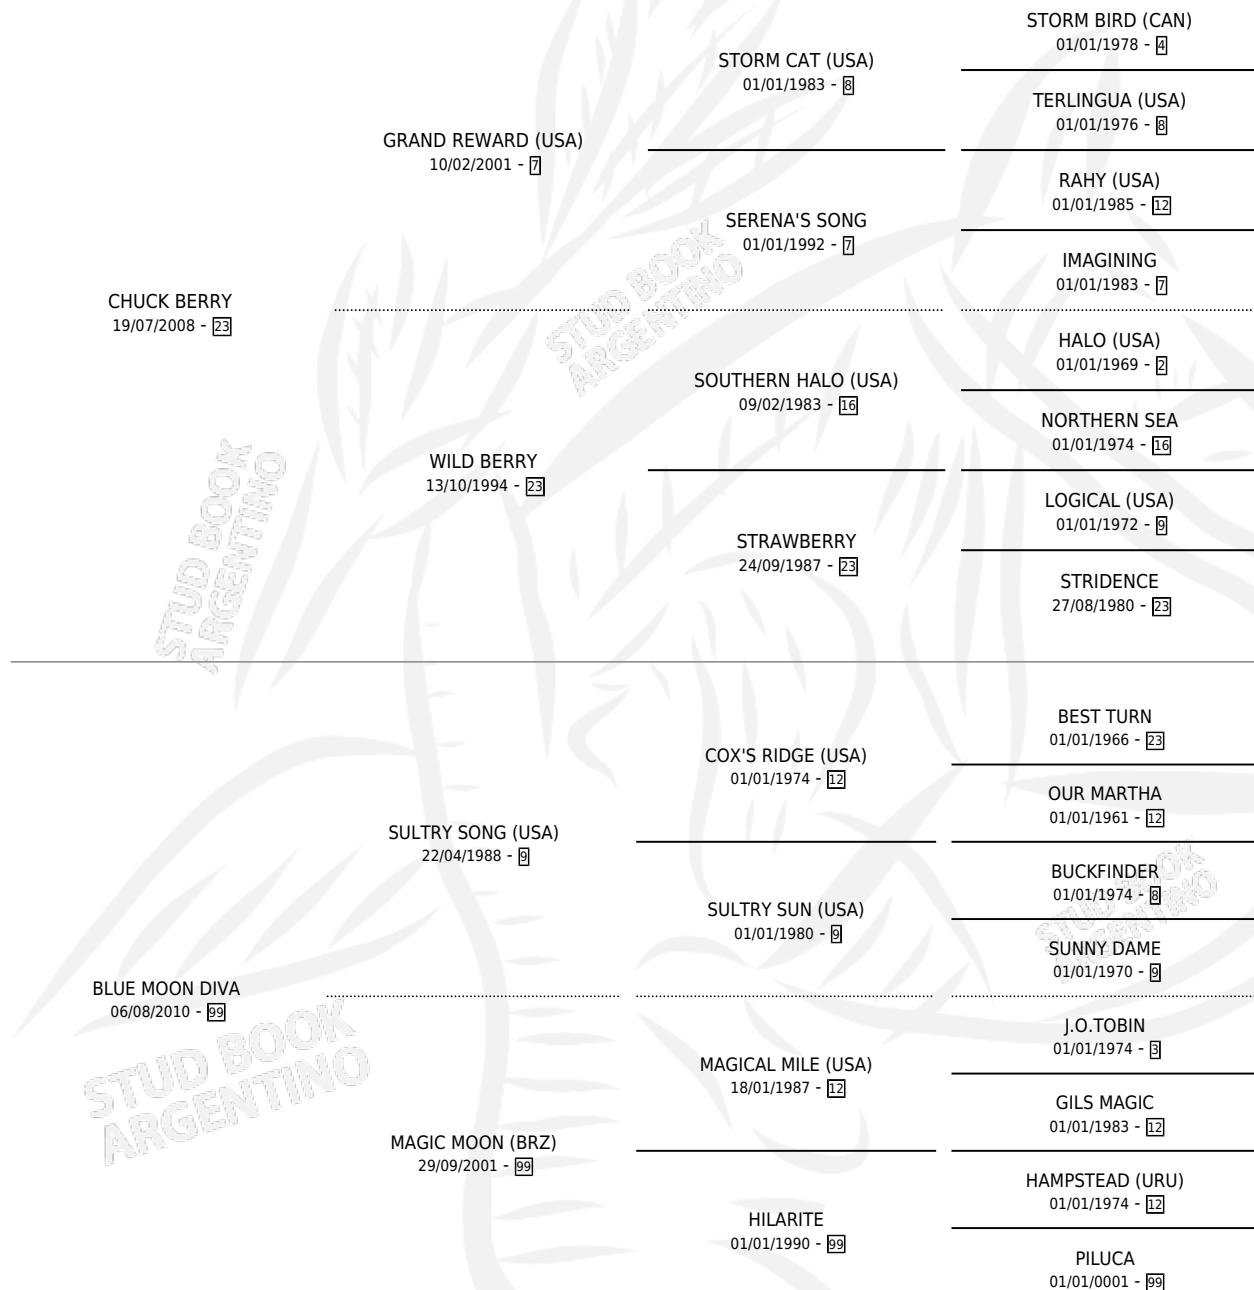 STORM BIRD (CAN)
01/01/1978 - 4
STORM CAT (USA)
01/01/1983 - 8
TERLINGUA (USA)
01/01/1976 - 8
GRAND REWARD (USA)
10/02/2001 - 7
RAHY (USA)
01/01/1985 - 12
SERENA'S SONG
01/01/1992 - 7
IMAGINING
01/01/1983 - 7
CHUCK BERRY
19/07/2008 - 23
HALO (USA)
01/01/1969 - 2
SOUTHERN HALO (USA)
09/02/1983 - 16
NORTHERN SEA
01/01/1974 - 16
WILD BERRY
13/10/1994 - 23
LOGICAL (USA)
01/01/1972 - 9
STRAWBERRY
24/09/1987 - 23
STRIDENCE
27/08/1980 - 23
BEST TURN
01/01/1966 - 23
COX'S RIDGE (USA)
01/01/1974 - 12
OUR MARTHA
01/01/1961 - 12
SULTRY SONG (USA)
22/04/1988 - 9
BUCKFINDER
01/01/1974 - 8
SULTRY SUN (USA)
01/01/1980 - 9
SUNNY DAME
01/01/1970 - 9
BLUE MOON DIVA
06/08/2010 - 99
J.O.TOBIN
01/01/1974 - 3
MAGICAL MILE (USA)
18/01/1987 - 12
GILS MAGIC
01/01/1983 - 12
MAGIC MOON (BRZ)
29/09/2001 - 99
HAMPSTEAD (URU)
01/01/1974 - 12
HILARITE
01/01/1990 - 99
PILUCA
01/01/0001 - 99
STUD BOOK
ARGENTINO
STUD BOOK
ARGENTINO
STUD BOOK
ARGENTINO
STUD BOOK
ARGENTINO